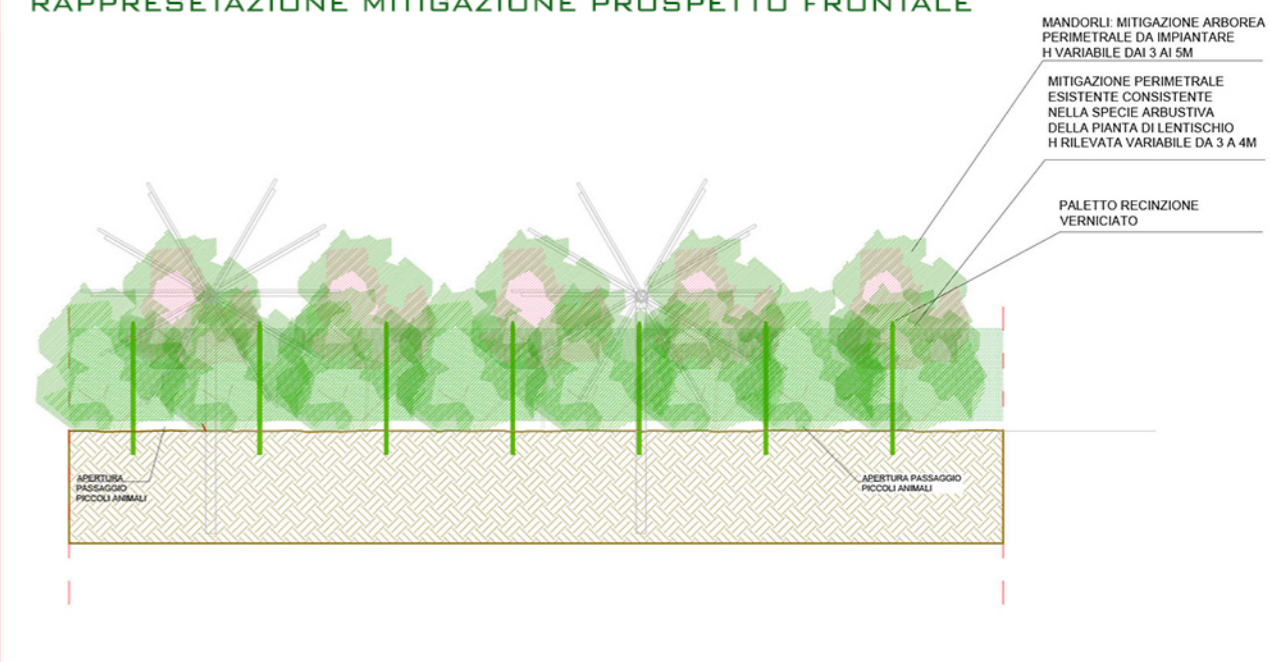 RAPPRESETAZIONE MITIGAZIONE PROSPETTO FRONTALE
MANDORLI: MITIGAZIONE ARBOREA
PERIMETRALE DA IMPIANTARE
H VARIABILE DAI 3 AI 5M
MITIGAZIONE PERIMETRALE
ESISTENTE CONSISTENTE
NELLA SPECIE ARBUSTIVA
DELLA PIANTA DI LENTISCHIO
H RILEVATA VARIABILE DA 3 A 4M
PALETTO RECINZIONE
VERNICIATO
APERTURA
PASSAGGIO
PICCOLI ANIMALI
APERTURA PASSAGGIO
PICCOLI ANIMALI